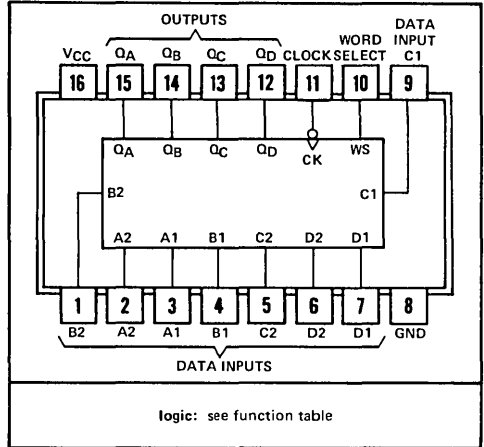 OUTPUTS
DATA
VCC QA QB QC QD CLOCK WORD INPUT
SELECT C1
16 15 14 13 12 11 10 9
QA QB QC QD CK WS
B2 C1
A2 A1 B1 C2 D2 D1
1 2 3 4 5 6 7 8
B2 A2 A1 B1 C2 D2 D1 GND
DATA INPUTS
logic: see function table